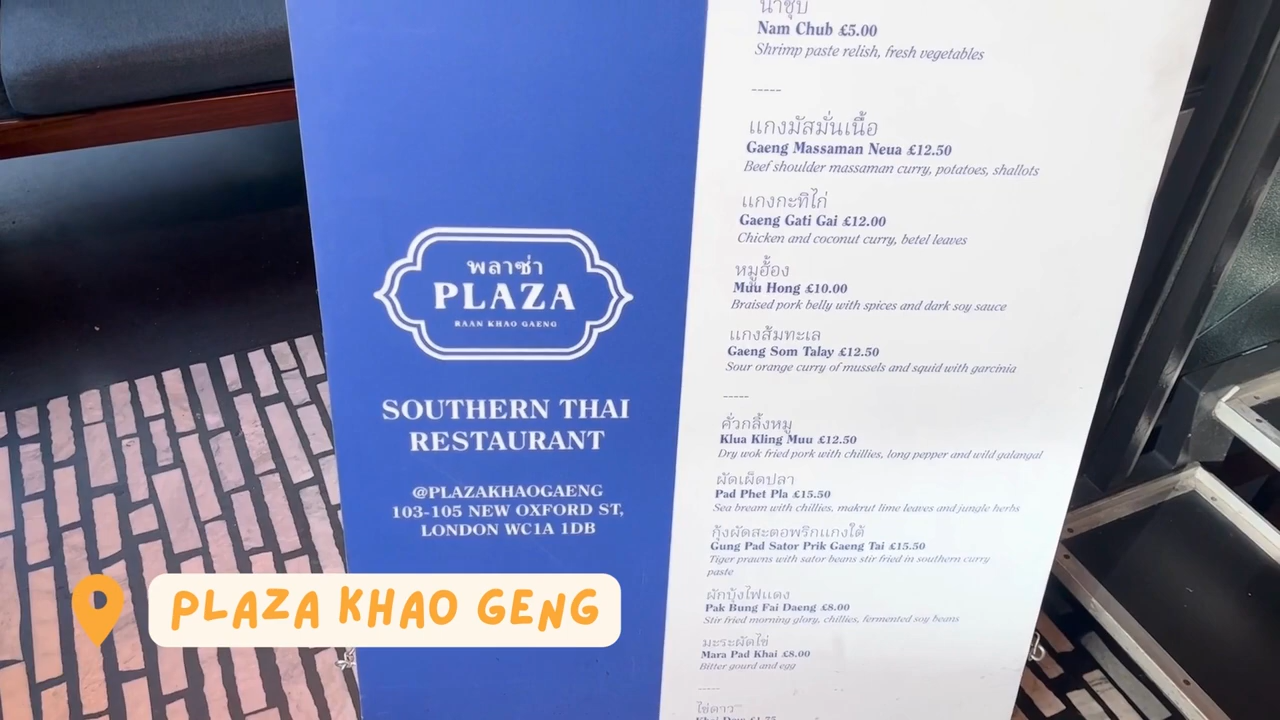 พลาซ่า
PLAZA
RAAN KHAO GAENG
SOUTHERN THAI
RESTAURANT
@PLAZAKHAOGAENG
103-105 NEW OXFORD ST,
LONDON WC1A 1DB
PLAZA KHAO GENG
น้ำชุบ
Nam Chub £5.00
Shrimp paste relish, fresh vegetables
-----
แกงมัสมั่นเนื้อ
Gaeng Massaman Neua £12.50
Beef shoulder massaman curry, potatoes, shallots
แกงกะทิไก่
Gaeng Gati Gai £12.00
Chicken and coconut curry, betel leaves
หมูฮ้อง
Muu Hong £10.00
Braised pork belly with spices and dark soy sauce
แกงส้มทะเล
Gaeng Som Talay £12.50
Sour orange curry of mussels and squid with garcinia
-----
คั่วกลิ้งหมู
Klua Kling Muu £12.50
Dry wok fried pork with chillies, long pepper and wild galangal
ผัดเผ็ดปลา
Pad Phet Pla £15.50
Sea bream with chillies, makrut lime leaves and jungle herbs
กุ้งผัดสะตอพริกแกงใต้
Gung Pad Sator Prik Gaeng Tai £15.50
Tiger prawns with sator beans stir fried in southern curry
paste
ผักบุ้งไฟแดง
Pak Bung Fai Daeng £8.00
Stir fried morning glory, chillies, fermented soy beans
มะระผัดไข่
Mara Pad Khai £8.00
Bitter gourd and egg
-----
ไข่ดาว
Khai Dow £1.75